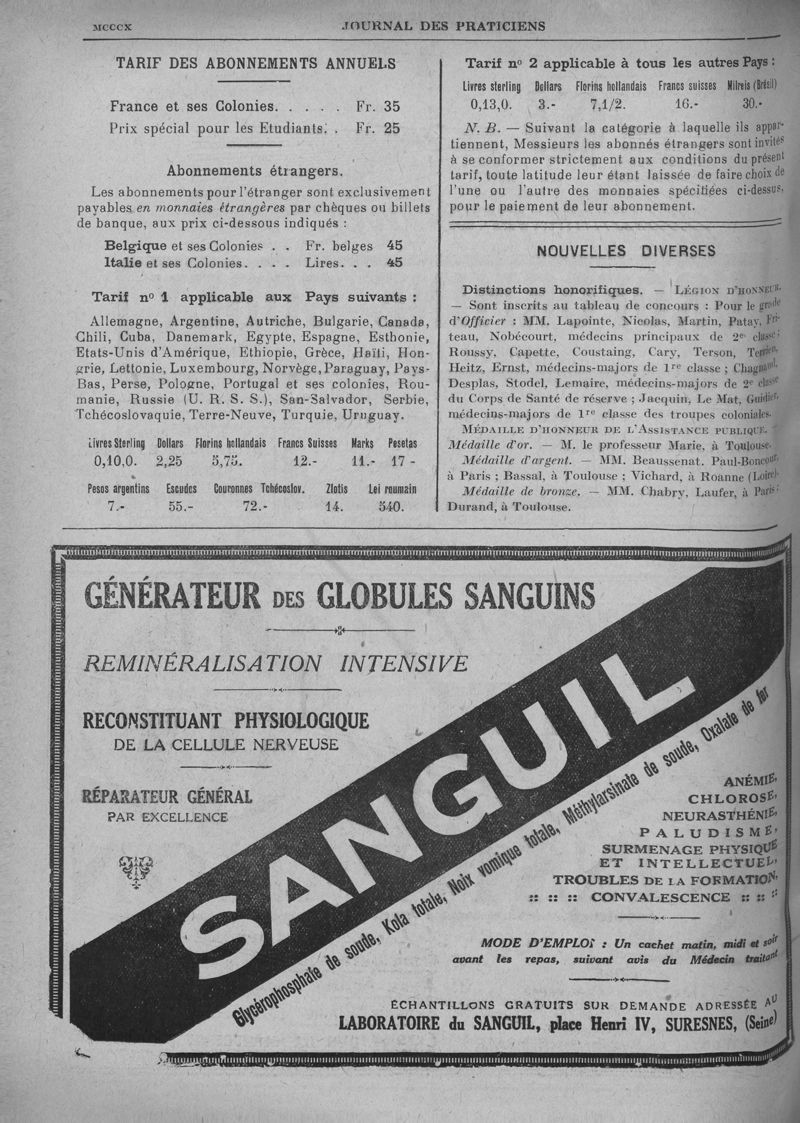 MCCCX
JOURNAL DES PRATICIENS
TARIF DES ABONNEMENTS ANNUELS
France et ses Colonies. . . . . Fr. 35
Prix spécial pour les Etudiants. . Fr. 25
Abonnements étrangers.
Les abonnements pour l'étranger sont exclusivement
payables en monnaies étrangères par chèques ou billets
de banque, aux prix ci-dessous indiqués :
Belgique et ses Colonies . . Fr. belges 45
Italie et ses Colonies. . . . Lires. . . 45
Tarif no 1 applicable aux Pays suivants :
Allemagne, Argentine, Autriche, Bulgarie, Canada,
Chili, Cuba, Danemark, Egypte, Espagne, Esthonie,
Etats-Unis d'Amérique, Ethiopie, Grèce, Haïti, Hon-
grie, Lettonie, Luxembourg, Norvège, Paraguay, Pays-
Bas, Perse, Pologne, Portugal et ses colonies, Rou-
manie, Russie (U. R. S. S.), San-Salvador, Serbie,
Tchécoslovaquie, Terre-Neuve, Turquie, Uruguay.
Livres Sterling Dollars Florins hollandais Francs Suisses Marks Pesetas
0,10,0. 2,25 5,75. 12.- 11.- 17 -
Pesos argentins Escudos Couronnes Tchécoslov. Zlotis Lei roumain
7.- 55.- 72.- 14. 540.
Tarif no 2 applicable à tous les autres Pays :
Livres sterling Dollars Florins hollandais Francs suisses Milreis (Brésil)
0,13,0. 3.- 7,1/2. 16.- 30.-
N. B. — Suivant la catégorie à laquelle ils appar-
tiennent, Messieurs les abonnés étrangers sont invités
à se conformer strictement aux conditions du présent
tarif, toute latitude leur étant laissée de faire choix de
l'une ou l'autre des monnaies spécifiées ci-dessus,
pour le paiement de leur abonnement.
NOUVELLES DIVERSES
Distinctions honorifiques. — LÉGION D'HONNEUR.
— Sont inscrits au tableau de concours : Pour le grade
d'Officier : MM. Lapointe, Nicolas, Martin, Patay, Fri-
teau, Nobécourt, médecins principaux de 2e classe ;
Roussy, Capette, Coustaing, Cary, Terson, Terrien,
Heitz, Ernst, médecins-majors de 1re classe ; Chagnaud,
Desplas, Stodel, Lemaire, médecins-majors de 2e classe
du Corps de Santé de réserve ; Jacquin, Le Mat, Guidier,
médecins-majors de 1re classe des troupes coloniales.
MÉDAILLE D'HONNEUR DE L'ASSISTANCE PUBLIQUE. —
Médaille d'or. — M. le professeur Marie, à Toulouse.
Médaille d'argent. — MM. Beaussenat. Paul-Boncour,
à Paris ; Bassal, à Toulouse ; Vichard, à Roanne (Loire).
Médaille de bronze. — MM. Chabry, Laufer, à Paris ;
Durand, à Toulouse.
GÉNÉRATEUR DES GLOBULES SANGUINS
REMINÉRALISATION INTENSIVE
RECONSTITUANT PHYSIOLOGIQUE
DE LA CELLULE NERVEUSE
RÉPARATEUR GÉNÉRAL
PAR EXCELLENCE
SANGUIL
Glycérophosphate de soude, Kola totale, Noix vomique totale, Méthylarsinate de soude, Oxalate de fer
ANÉMIE,
CHLOROSE,
NEURASTHÉNIE,
PALUDISME,
SURMENAGE PHYSIQUE
ET INTELLECTUEL,
TROUBLES DE LA FORMATION,
:: :: :: CONVALESCENCE :: :: ::
MODE D'EMPLOI : Un cachet matin, midi et soir
avant les repas, suivant avis du Médecin traitant
ÉCHANTILLONS GRATUITS SUR DEMANDE ADRESSÉE AU
LABORATOIRE du SANGUIL, place Henri IV, SURESNES, (Seine)